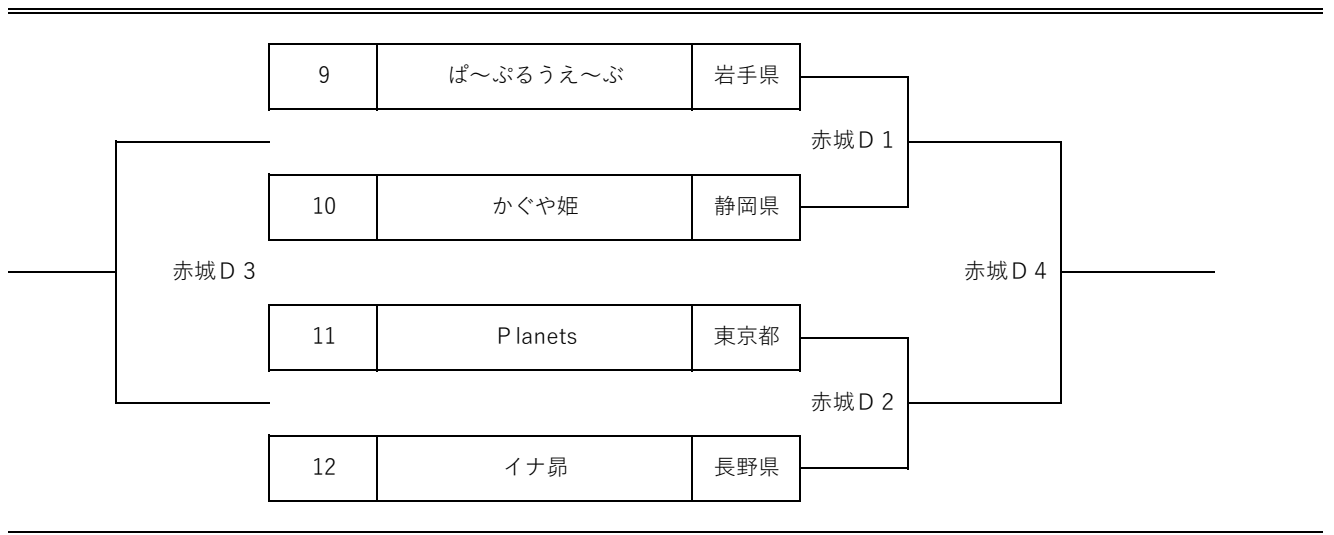 9 ぱ～ぷるうえ～ぶ 岩手県
赤城Ｄ１
10 かぐや姫 静岡県
赤城Ｄ３
赤城Ｄ４
11 Ｐlanets 東京都
赤城Ｄ２
12 イナ昴 長野県